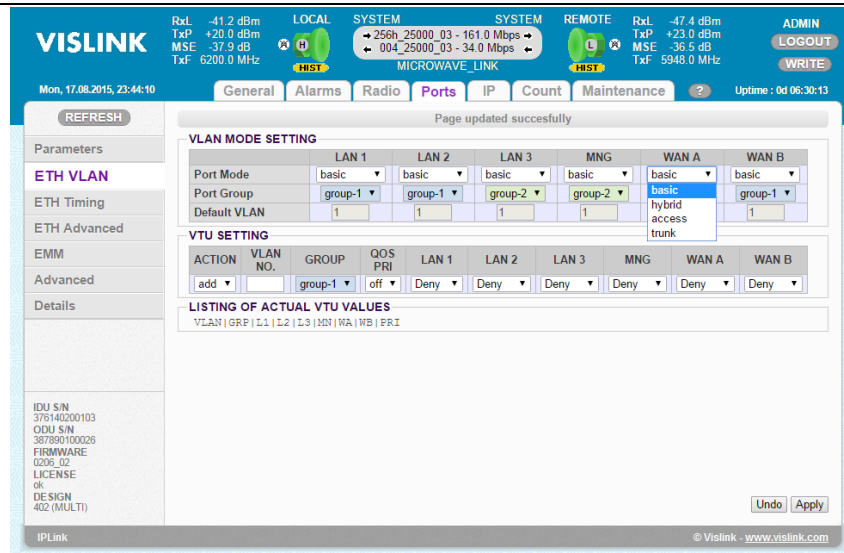 VISLINK
RxL -41.2 dBm
TxP +20.0 dBm
MSE -37.9 dB
TxF 6200.0 MHz
LOCAL
H
HIST
SYSTEM SYSTEM
256h_25000_03 - 161.0 Mbps
004_25000_03 - 34.0 Mbps
MICROWAVE_LINK
REMOTE
L
HIST
RxL -47.4 dBm
TxP +23.0 dBm
MSE -36.5 dB
TxF 5948.0 MHz
ADMIN
LOGOUT
WRITE
Mon, 17.08.2015, 23:44:10
General Alarms Radio Ports IP Count Maintenance ?
Uptime : 0d 06:30:13
REFRESH
Parameters
ETH VLAN
ETH Timing
ETH Advanced
EMM
Advanced
Details
IDU S/N
376140200103
ODU S/N
387890100026
FIRMWARE
0206_02
LICENSE
ok
DESIGN
402 (MULTI)
Page updated succesfully
VLAN MODE SETTING
LAN 1 LAN 2 LAN 3 MNG WAN A WAN B
Port Mode basic basic basic basic basic basic
Port Group group-1 group-1 group-2 group-2 group-1
Default VLAN 1 1 1 1 1
basic
hybrid
access
trunk
VTU SETTING
ACTION VLAN NO. GROUP QOS PRI LAN 1 LAN 2 LAN 3 MNG WAN A WAN B
add group-1 off Deny Deny Deny Deny Deny Deny
LISTING OF ACTUAL VTU VALUES
VLAN|GRP|L1|L2|L3|MN|WA|WB|PRI
Undo Apply
IPLink
© Vislink - www.vislink.com